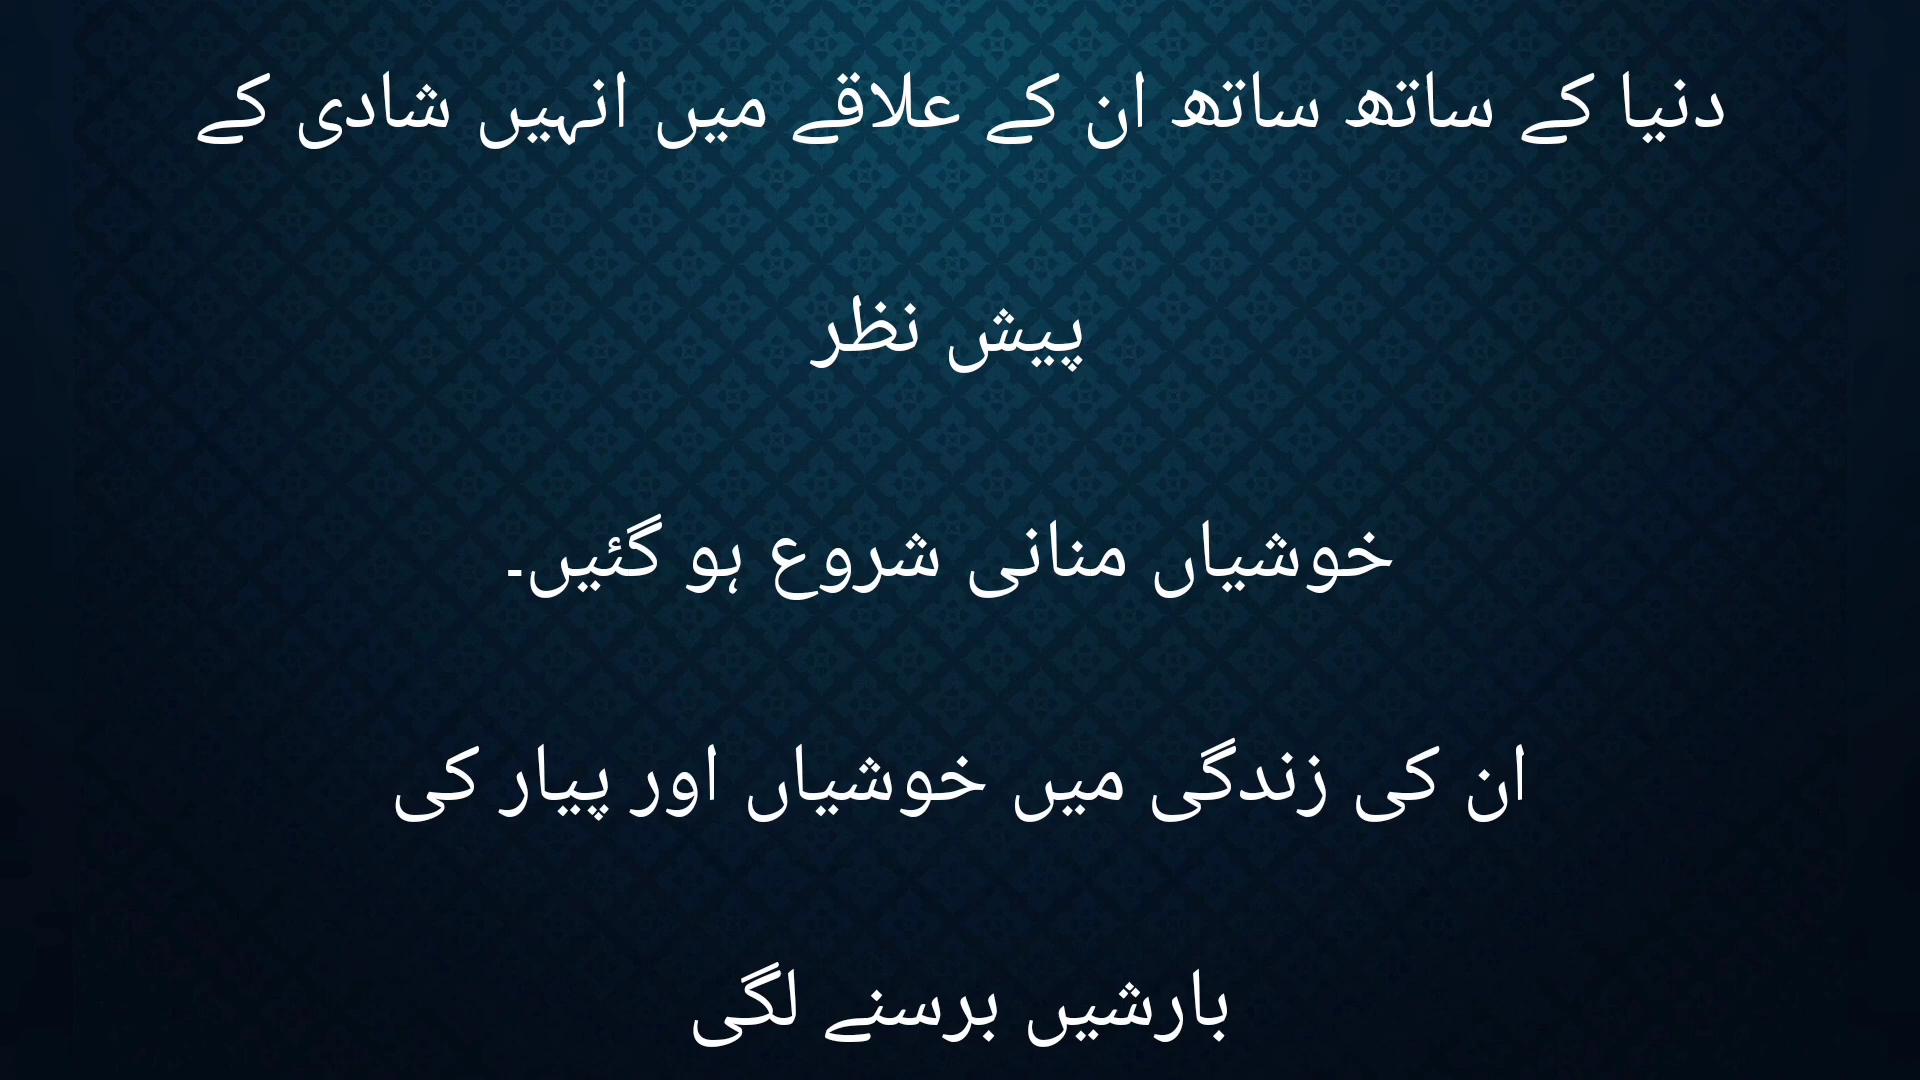 دنیا کے ساتھ ساتھ ان کے علاقے میں انہیں شادی کے
پیش نظر
خوشیاں منانی شروع ہو گئیں۔
ان کی زندگی میں خوشیاں اور پیار کی
بارشیں برسنے لگی